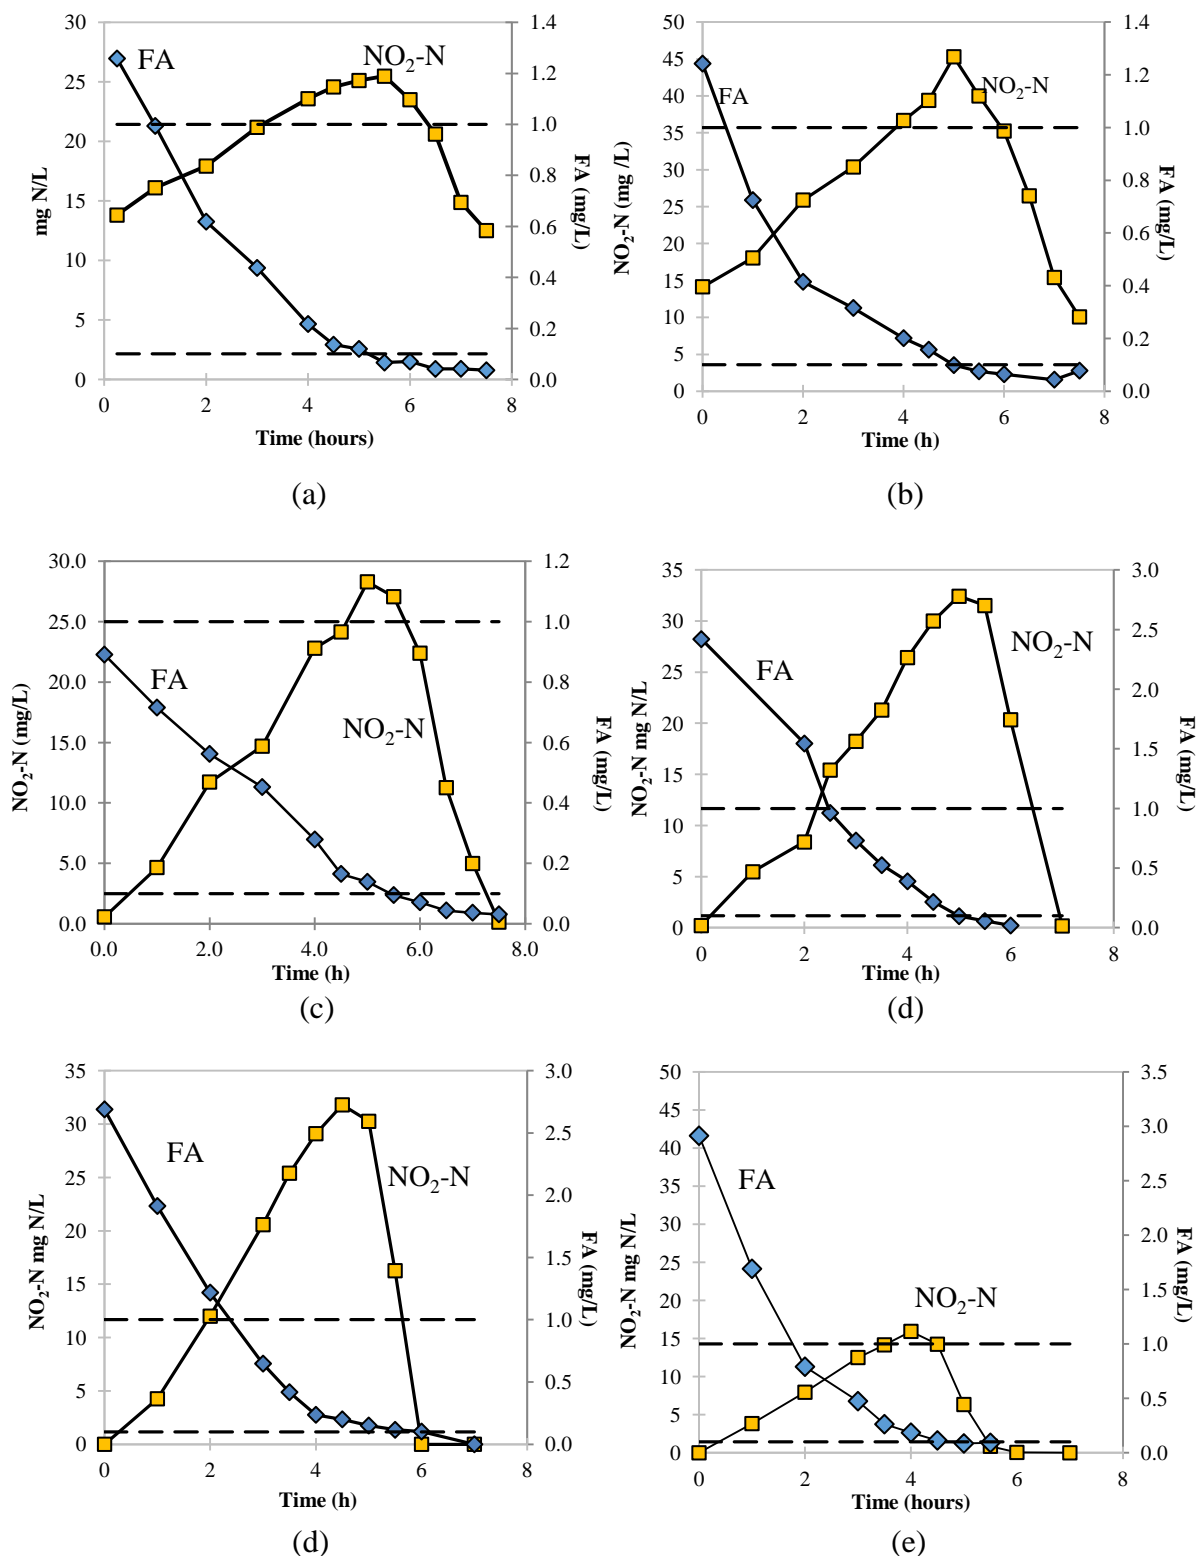 30
25
20
15
10
5
0
mg N/L
FA
NO2-N
1.4
1.2
1.0
0.8
0.6
0.4
0.2
0.0
FA (mg/L)
0 2 4 6 8
Time (hours)
(a)
50
45
40
35
30
25
20
15
10
5
0
NO2-N (mg /L)
FA
NO2-N
1.4
1.2
1.0
0.8
0.6
0.4
0.2
0.0
FA (mg/L)
0 2 4 6 8
Time (h)
(b)
30.0
25.0
20.0
15.0
10.0
5.0
0.0
NO2-N (mg/L)
FA
NO2-N
1.2
1.0
0.8
0.6
0.4
0.2
0.0
FA (mg/L)
0.0 2.0 4.0 6.0 8.0
Time (h)
(c)
35
30
25
20
15
10
5
0
NO2-N mg N/L
FA
NO2-N
3.0
2.5
2.0
1.5
1.0
0.5
0.0
FA (mg/L)
0 2 4 6 8
Time (h)
(d)
35
30
25
20
15
10
5
0
NO2-N mg N/L
FA
NO2-N
3.0
2.5
2.0
1.5
1.0
0.5
0.0
FA (mg/L)
0 2 4 6 8
Time (h)
(d)
50
45
40
35
30
25
20
15
10
5
0
NO2-N mg N/L
FA
NO2-N
3.5
3.0
2.5
2.0
1.5
1.0
0.5
0.0
FA (mg/L)
0 2 4 6 8
Time (hours)
(e)